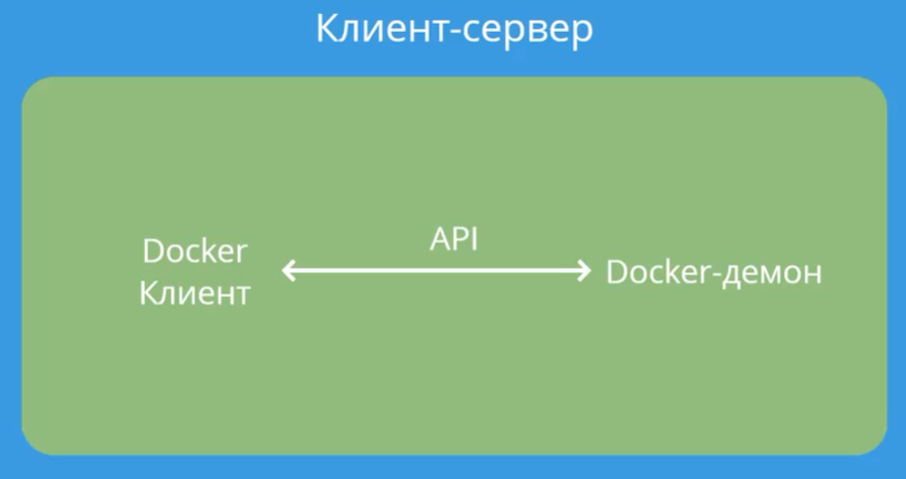 Клиент-сервер
API
Docker
Клиент
Docker-демон